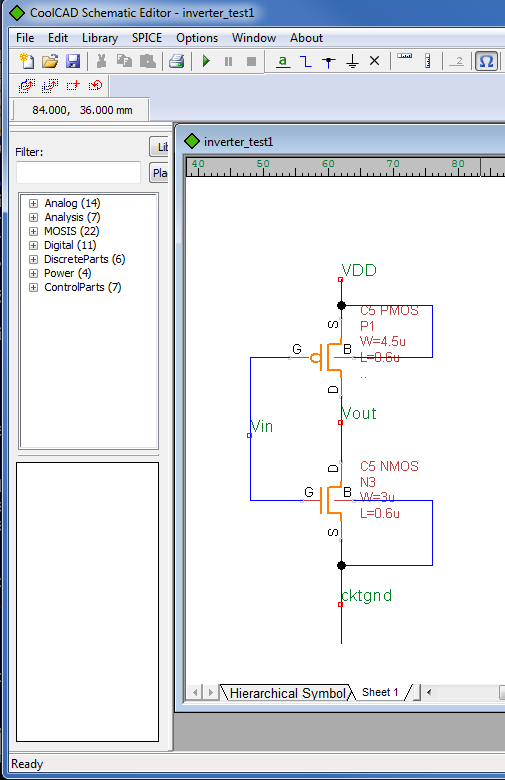 CoolCAD Schematic Editor - inverter_test1
File Edit Library SPICE Options Window About
a .2 Ω
84.000, 36.000 mm
Filter:
Lib
Pla
Analog (14)
Analysis (7)
MOSIS (22)
Digital (11)
DiscreteParts (6)
Power (4)
ControlParts (7)
inverter_test1
40 50 60 70 80
VDD
S
C5 PMOS
P1
W=4.5u
L=0.6u
..
G
B
D
Vout
Vin
D
C5 NMOS
N3
W=3u
L=0.6u
G
B
S
cktgnd
Hierarchical Symbol
Sheet 1
Ready